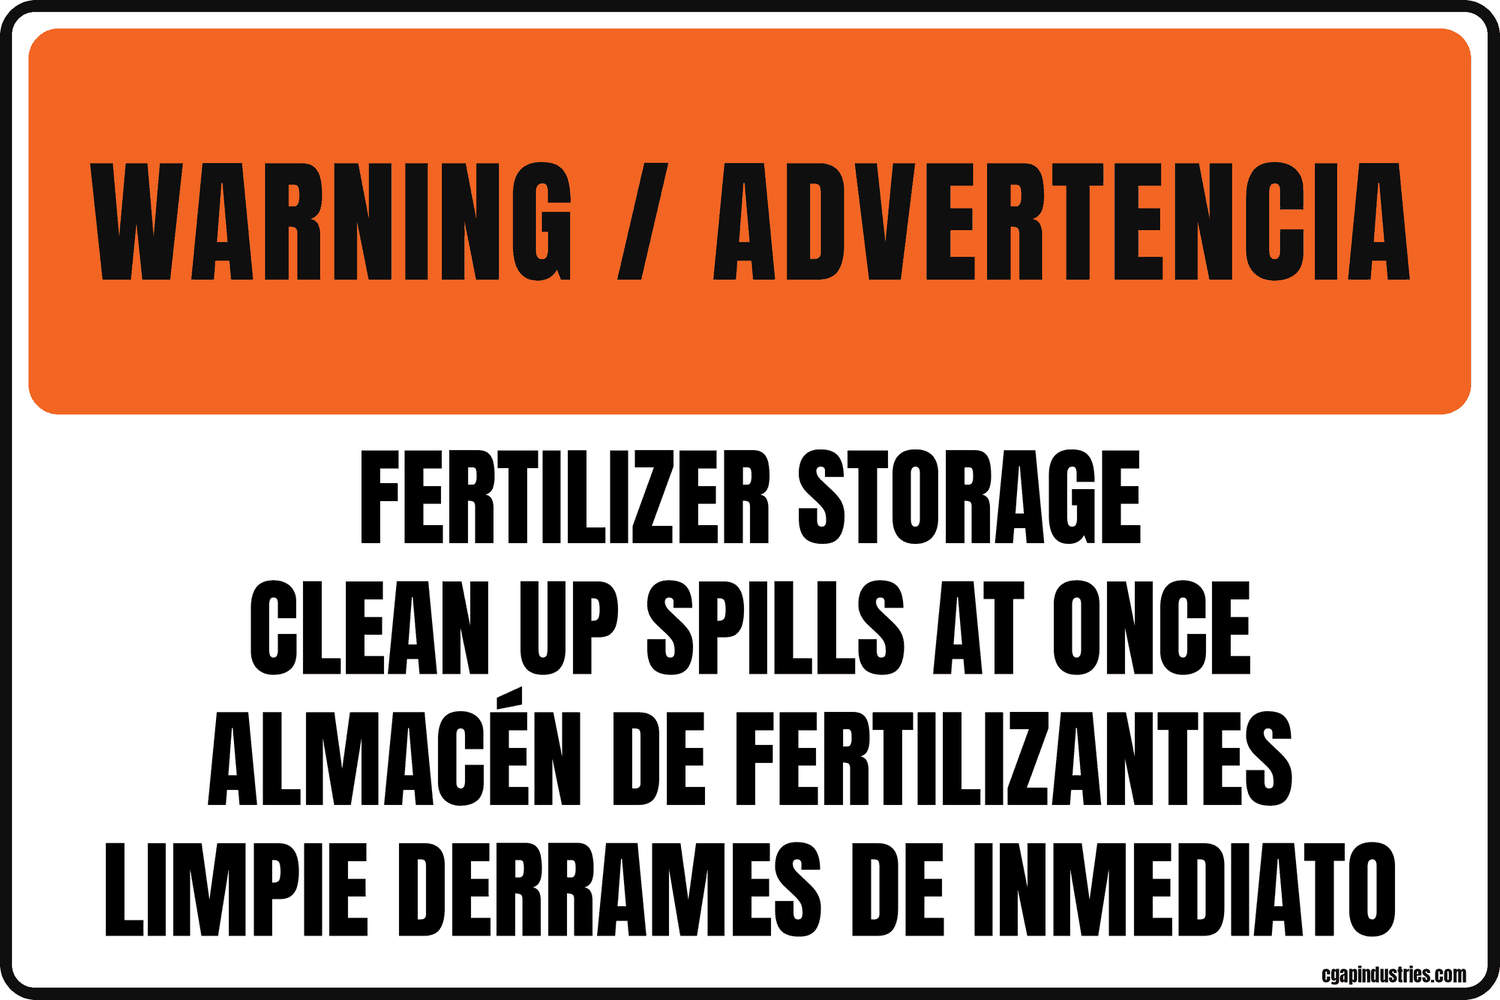 WARNING / ADVERTENCIA
FERTILIZER STORAGE
CLEAN UP SPILLS AT ONCE
ALMACÉN DE FERTILIZANTES
LIMPIE DERRAMES DE INMEDIATO
cgapindustries.com